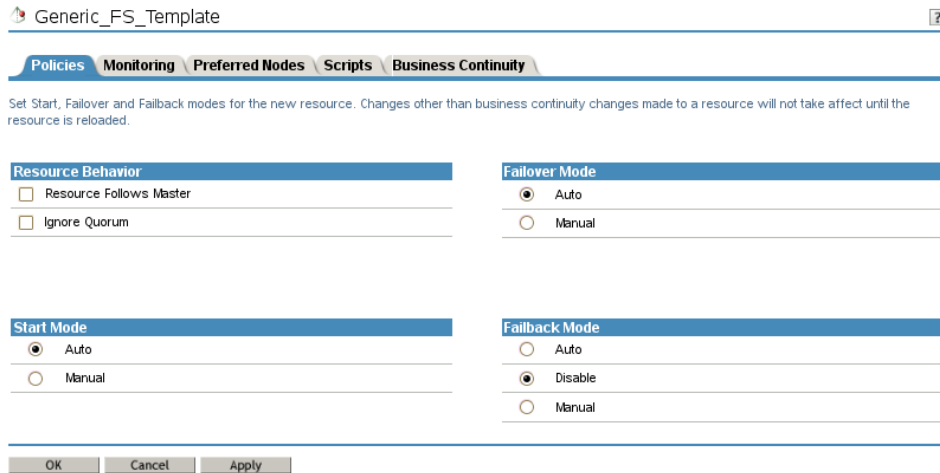 Generic_FS_Template
?
Policies Monitoring Preferred Nodes Scripts Business Continuity
Set Start, Failover and Failback modes for the new resource. Changes other than business continuity changes made to a resource will not take affect until the
resource is reloaded.
Resource Behavior
Resource Follows Master
Ignore Quorum
Failover Mode
Auto
Manual
Start Mode
Auto
Manual
Failback Mode
Auto
Disable
Manual
OK Cancel Apply